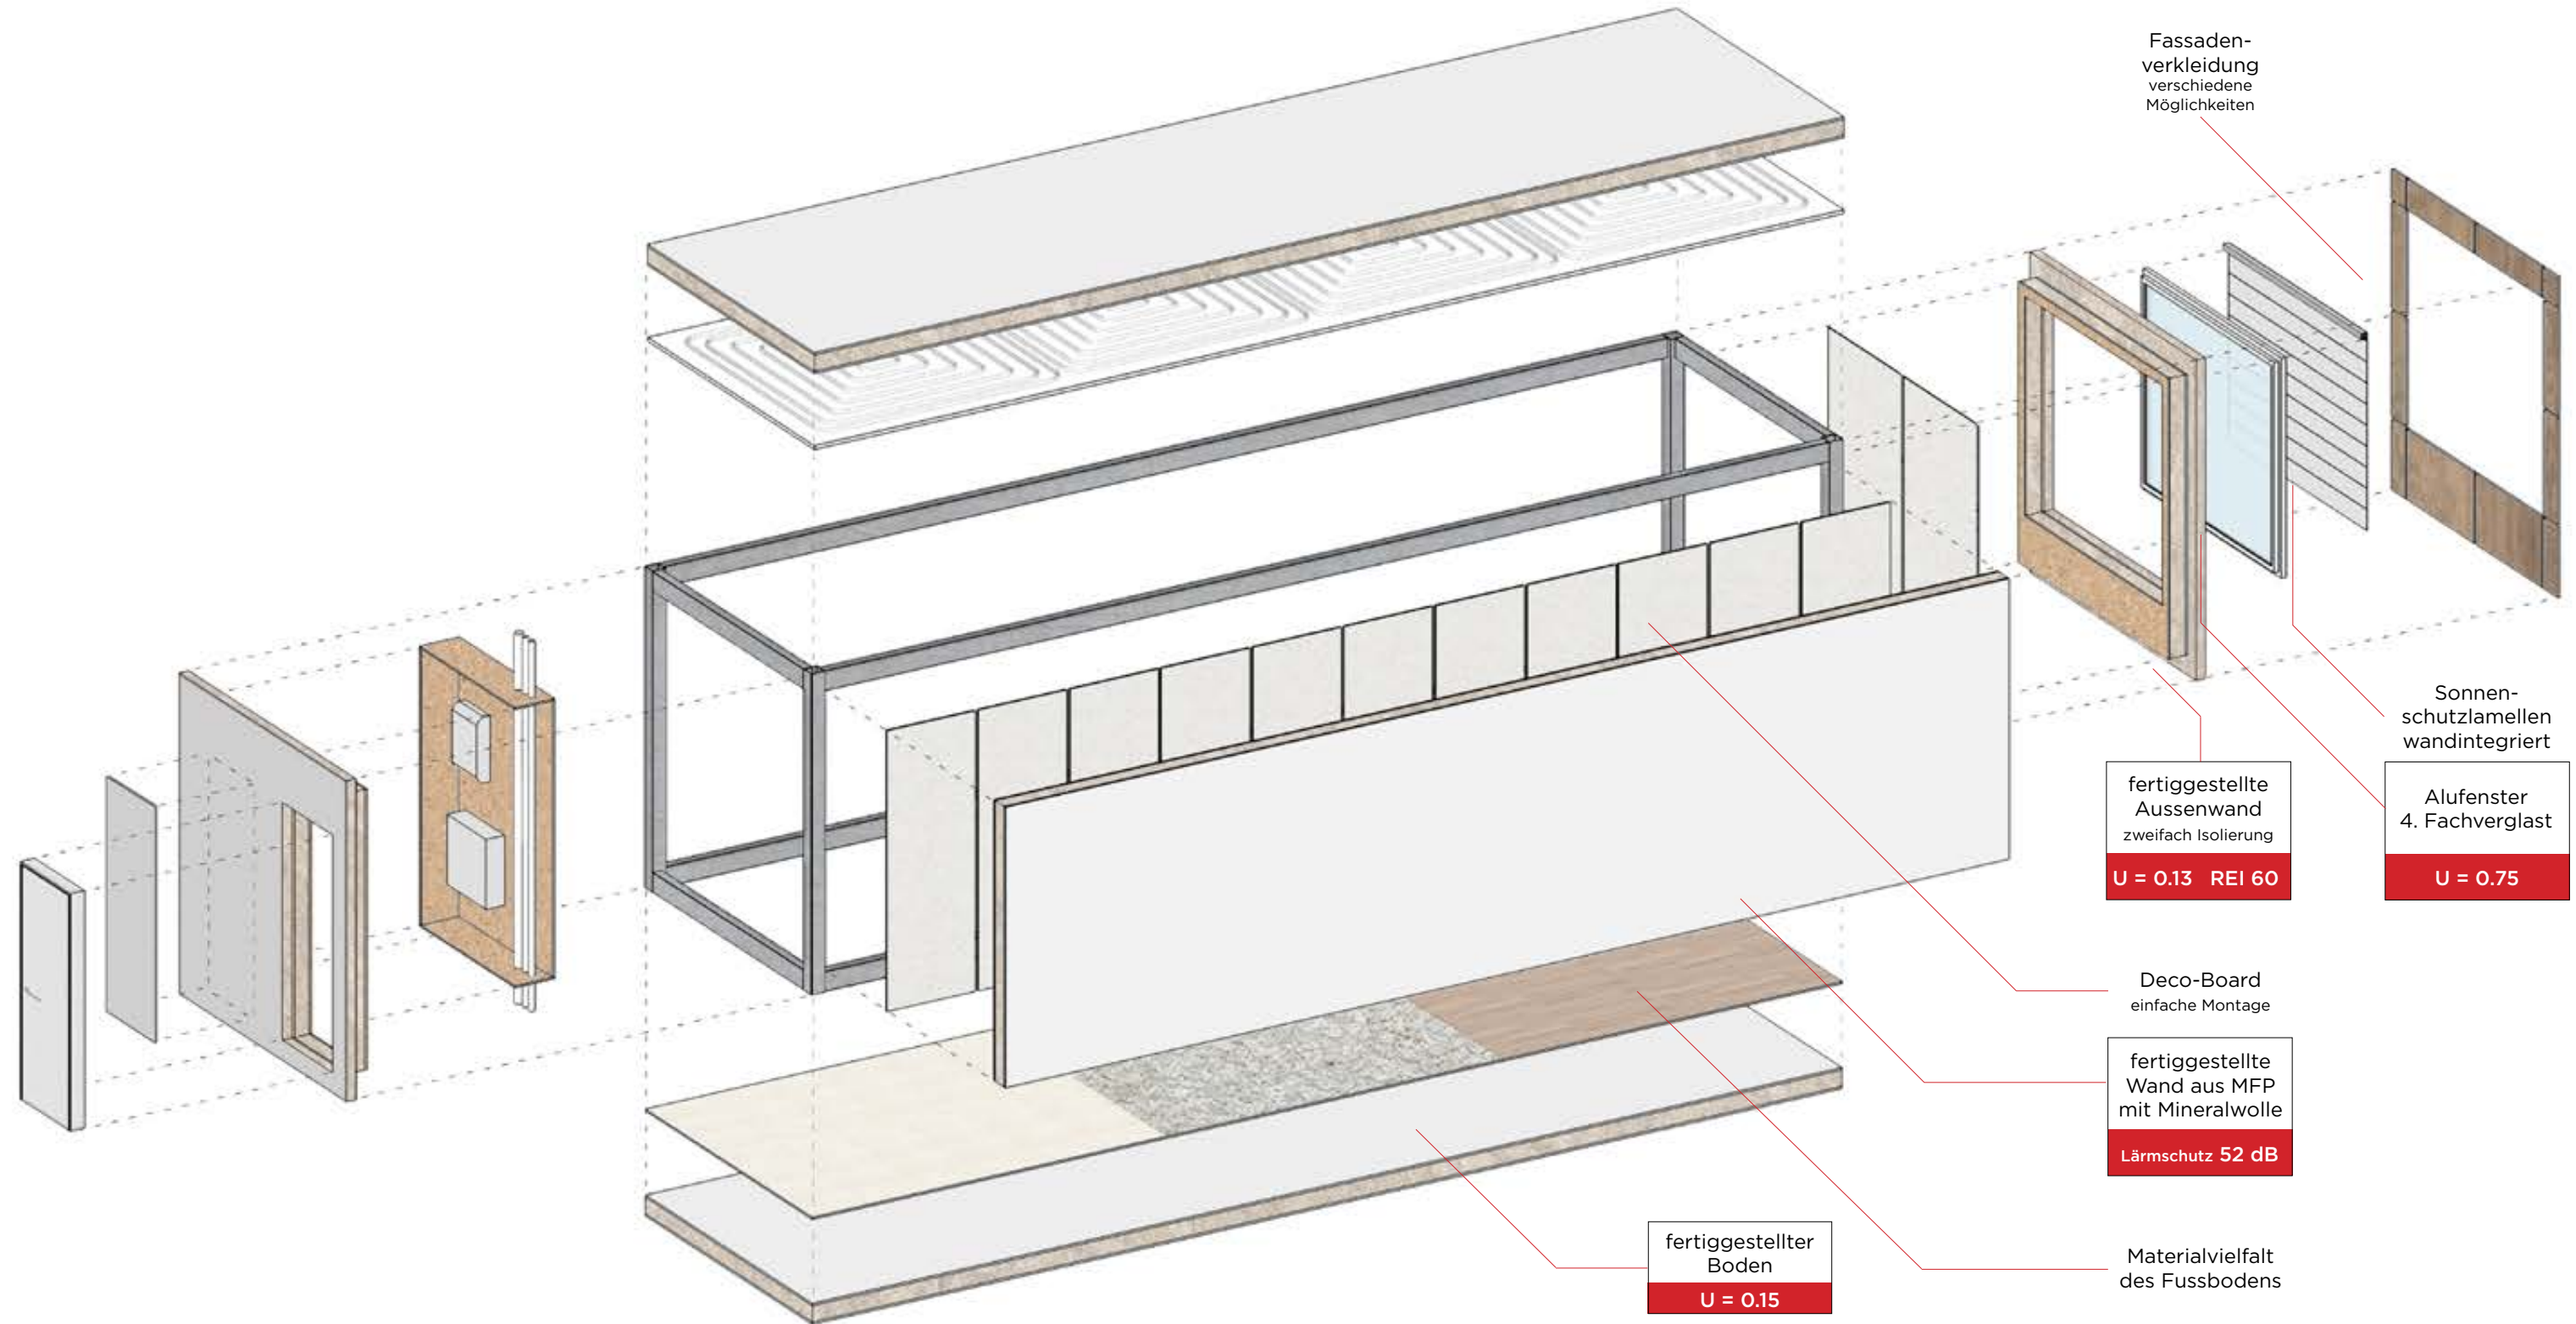 Fassaden-
verkleidung
verschiedene
Möglichkeiten
Sonnen-
schutzlamellen
wandintegriert
fertiggestellte
Aussenwand
zweifach Isolierung
U = 0.13 REI 60
Alufenster
4. Fachverglast
U = 0.75
Deco-Board
einfache Montage
fertiggestellte
Wand aus MFP
mit Mineralwolle
Lärmschutz 52 dB
fertiggestellter
Boden
U = 0.15
Materialvielfalt
des Fussbodens